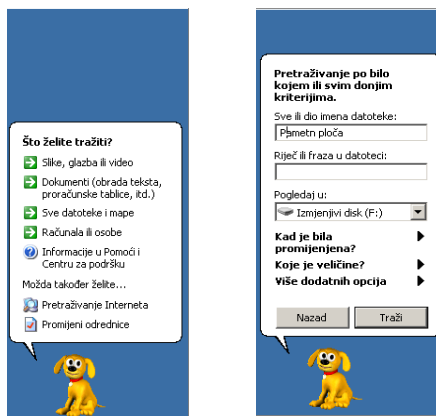 Što želite tražiti?
Slike, glazba ili video
Dokumenti (obrada teksta,
proračunske tablice, itd.)
Sve datoteke i mape
Računala ili osobe
Informacije u Pomoći i
Centru za podršku
Možda također želite...
Pretraživanje Interneta
Promijeni odrednice
Pretraživanje po bilo
kojem ili svim donjim
kriterijima.
Sve ili dio imena datoteke:
Pametn ploča
Riječ ili fraza u datoteci:
Pogledaj u:
Izmjenjivi disk (F:)
Kad je bila
promijenjena?
Koje je veličine?
Više dodatnih opcija
Nazad
Traži